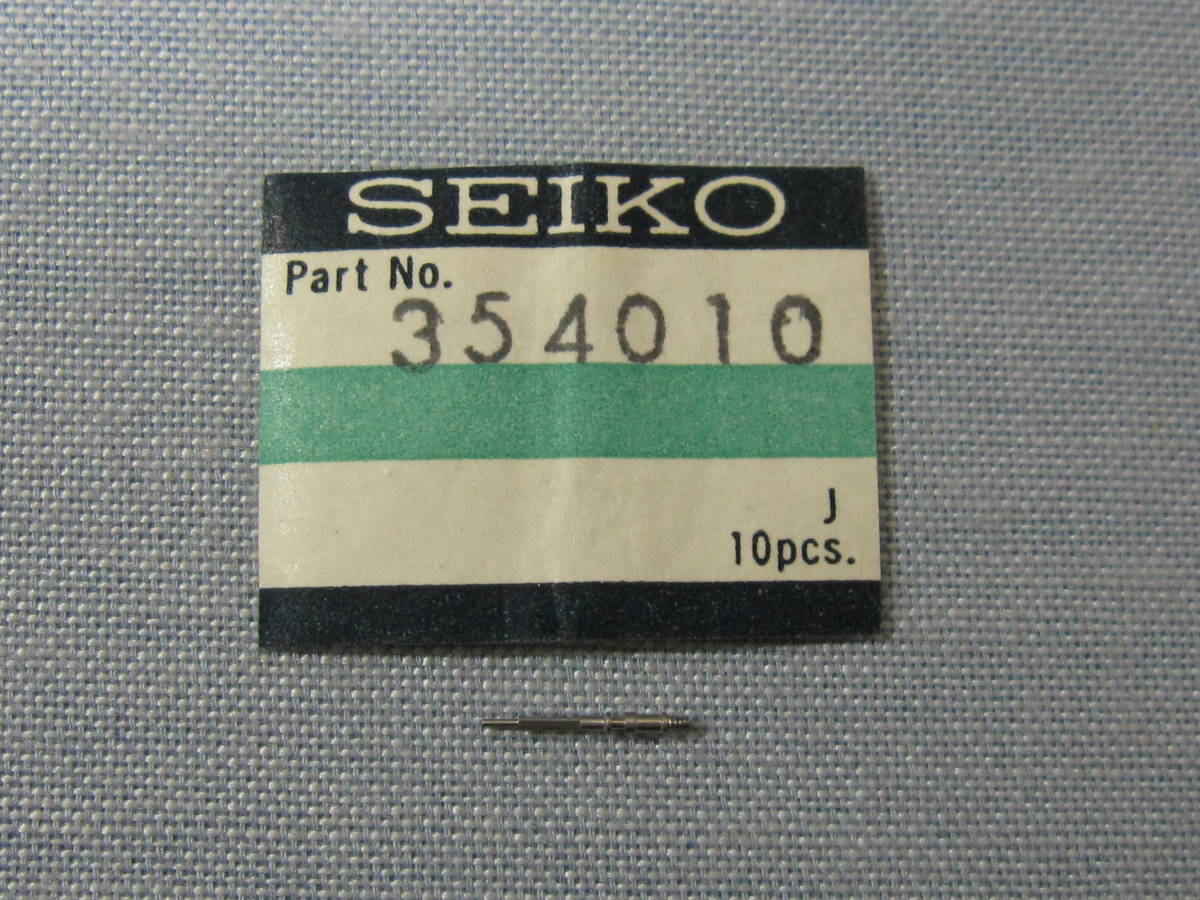 SEIKO
Part No.
354010
J
10pcs.